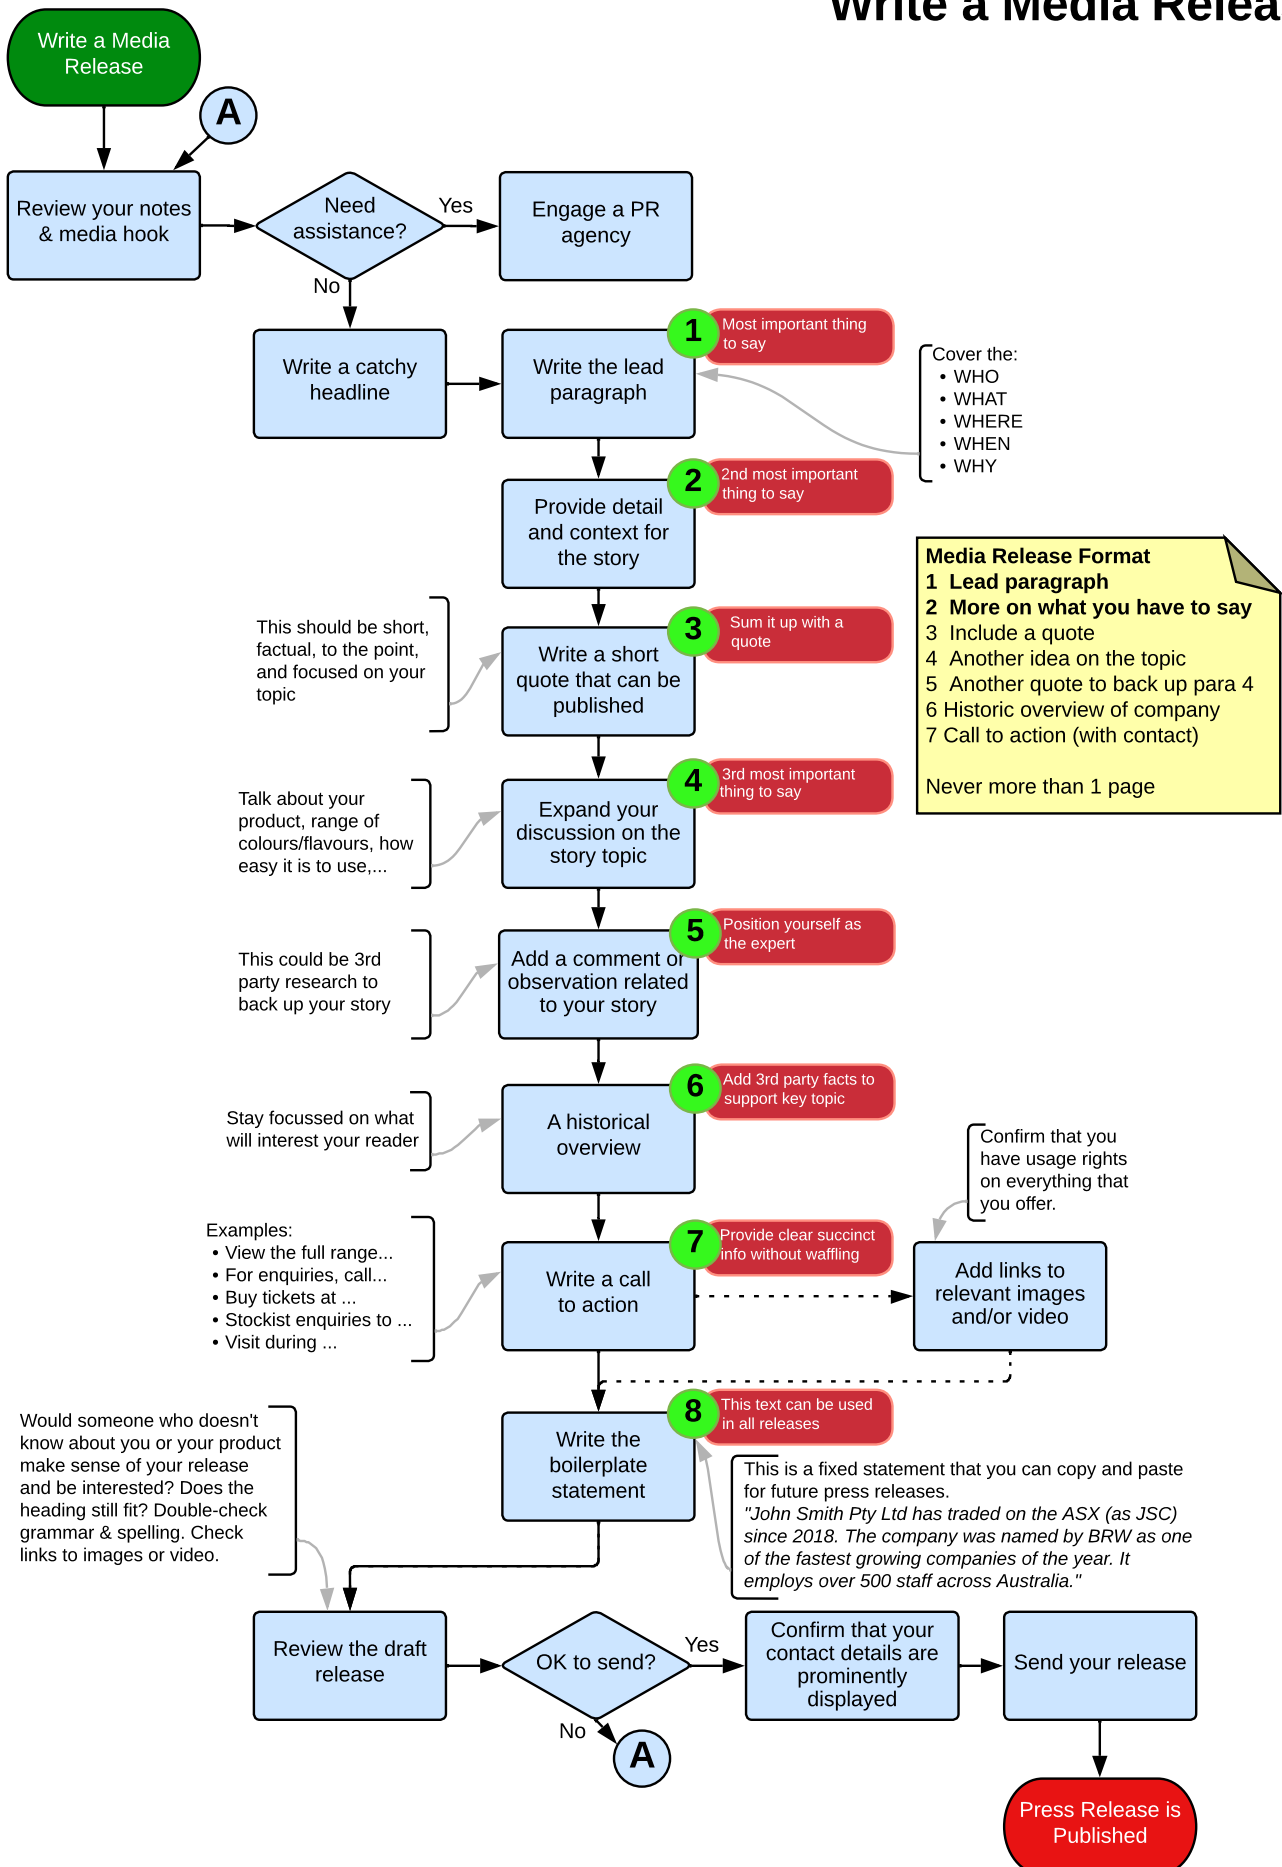 Write a Media Relea
Write a Media
Release
A
Review your notes
& media hook
Need
assistance?
Yes
Engage a PR
agency
No
Write a catchy
headline
Write the lead
paragraph
1
Most important thing
to say
Cover the:
• WHO
• WHAT
• WHERE
• WHEN
• WHY
Provide detail
and context for
the story
2
2nd most important
thing to say
Media Release Format
1  Lead paragraph
2  More on what you have to say
3  Include a quote
4  Another idea on the topic
5  Another quote to back up para 4
6 Historic overview of company
7 Call to action (with contact)
Never more than 1 page
This should be short,
factual, to the point,
and focused on your
topic
Write a short
quote that can be
published
3
Sum it up with a
quote
Talk about your
product, range of
colours/flavours, how
easy it is to use,...
Expand your
discussion on the
story topic
4
3rd most important
thing to say
This could be 3rd
party research to
back up your story
Add a comment or
observation related
to your story
5
Position yourself as
the expert
Stay focussed on what
will interest your reader
A historical
overview
6
Add 3rd party facts to
support key topic
Confirm that you
have usage rights
on everything that
you offer.
Examples:
• View the full range...
• For enquiries, call...
• Buy tickets at ...
• Stockist enquiries to ...
• Visit during ...
Write a call
to action
7
Provide clear succinct
info without waffling
Add links to
relevant images
and/or video
Would someone who doesn't
know about you or your product
make sense of your release
and be interested? Does the
heading still fit? Double-check
grammar & spelling. Check
links to images or video.
Write the
boilerplate
statement
8
This text can be used
in all releases
This is a fixed statement that you can copy and paste
for future press releases.
"John Smith Pty Ltd has traded on the ASX (as JSC)
since 2018. The company was named by BRW as one
of the fastest growing companies of the year. It
employs over 500 staff across Australia."
Review the draft
release
OK to send?
Yes
No
A
Confirm that your
contact details are
prominently
displayed
Send your release
Press Release is
Published